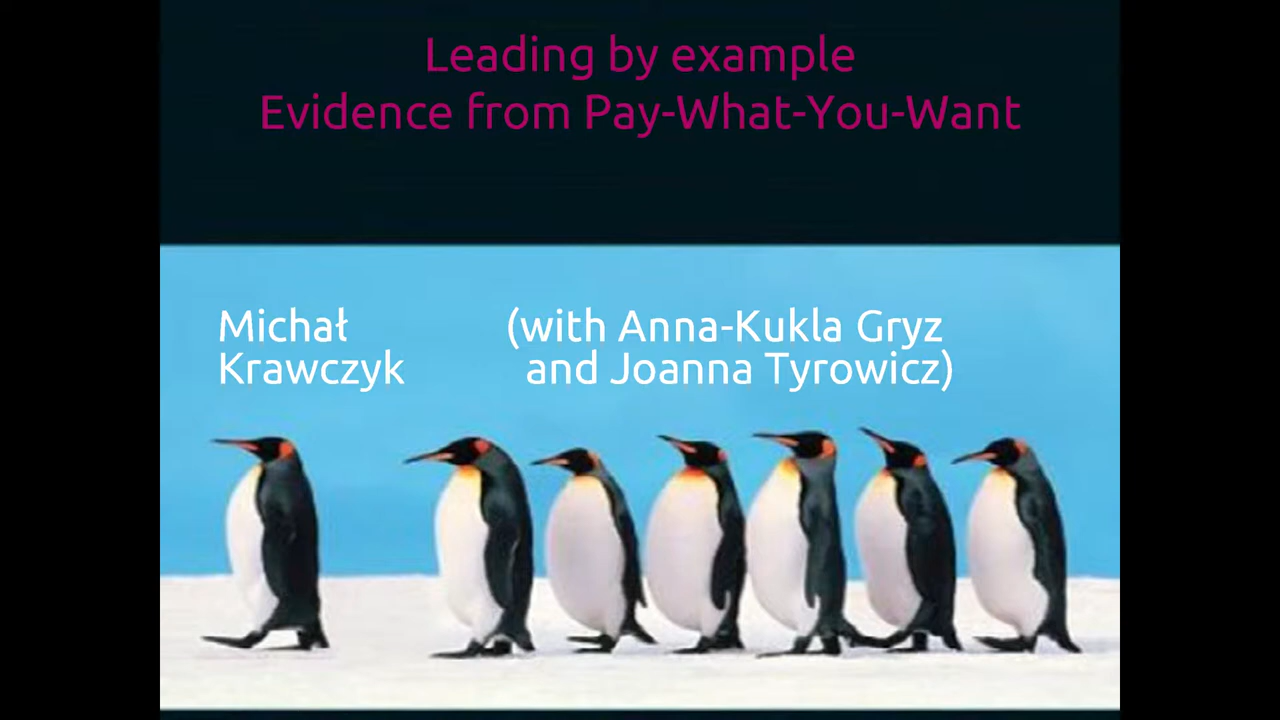 Leading by example
Evidence from Pay-What-You-Want
Michał
Krawczyk
(with Anna-Kukla Gryz
and Joanna Tyrowicz)